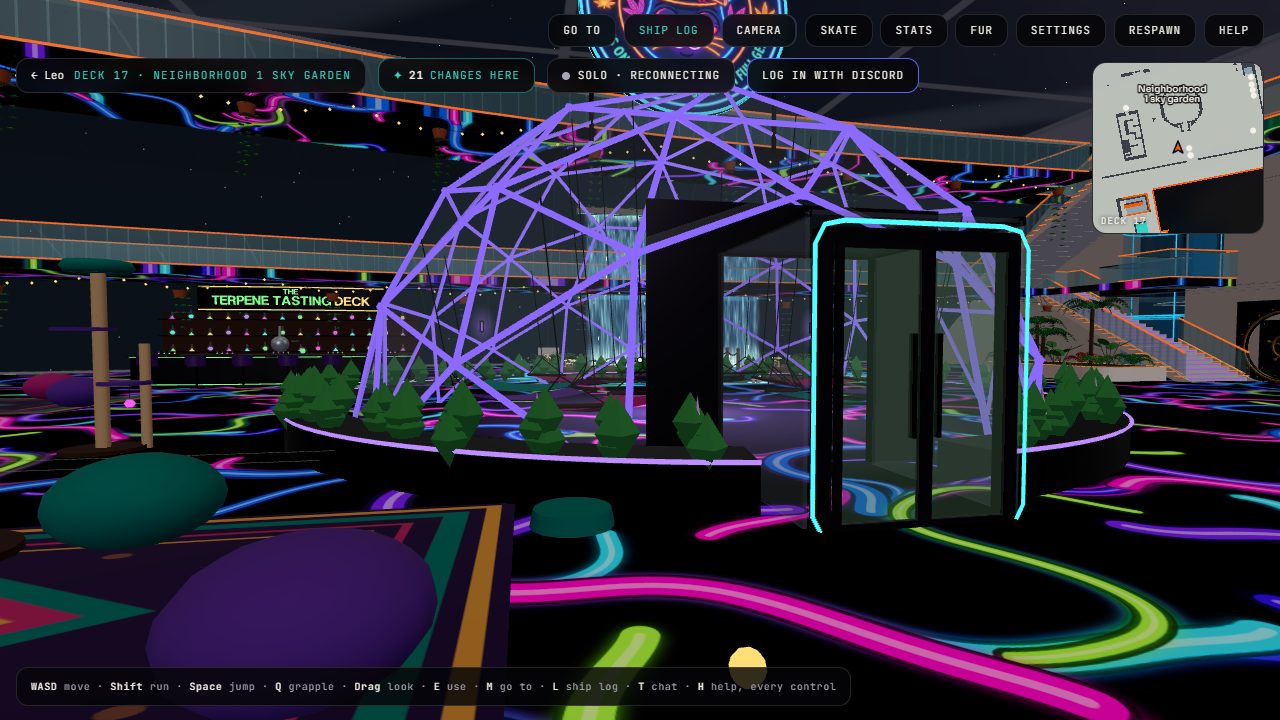 GO TO
SHIP LOG
CAMERA
SKATE
STATS
FUR
SETTINGS
RESPAWN
HELP
← Leo DECK 17 · NEIGHBORHOOD 1 SKY GARDEN
✦ 21 CHANGES HERE
SOLO · RECONNECTING
LOG IN WITH DISCORD
Neighborhood
1 sky garden
DECK 17
THE
TERPENE TASTING DECK
WASD move · Shift run · Space jump · Q grapple · Drag look · E use · M go to · L ship log · T chat · H help, every control